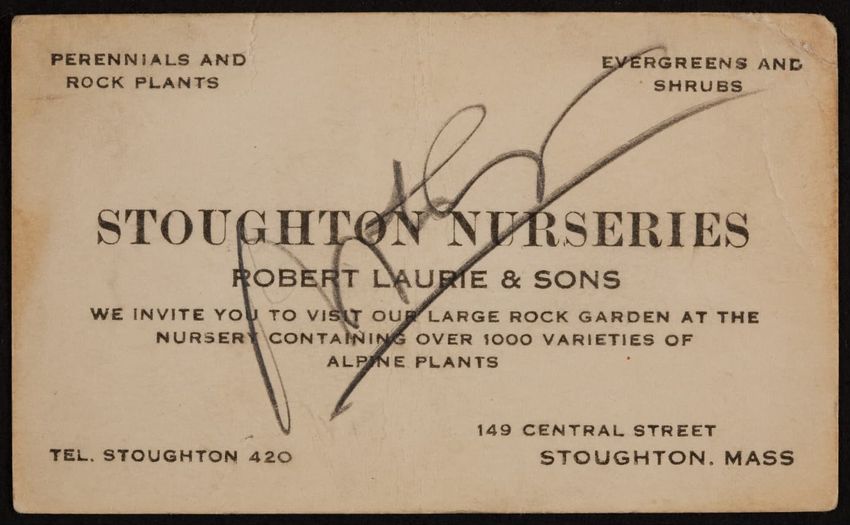 PERENNIALS AND
ROCK PLANTS
EVERGREENS AND
SHRUBS
STOUGHTON NURSERIES
ROBERT LAURIE & SONS
WE INVITE YOU TO VISIT OUR LARGE ROCK GARDEN AT THE
NURSERY CONTAINING OVER 1000 VARIETIES OF
ALPINE PLANTS
TEL. STOUGHTON 420
149 CENTRAL STREET
STOUGHTON. MASS